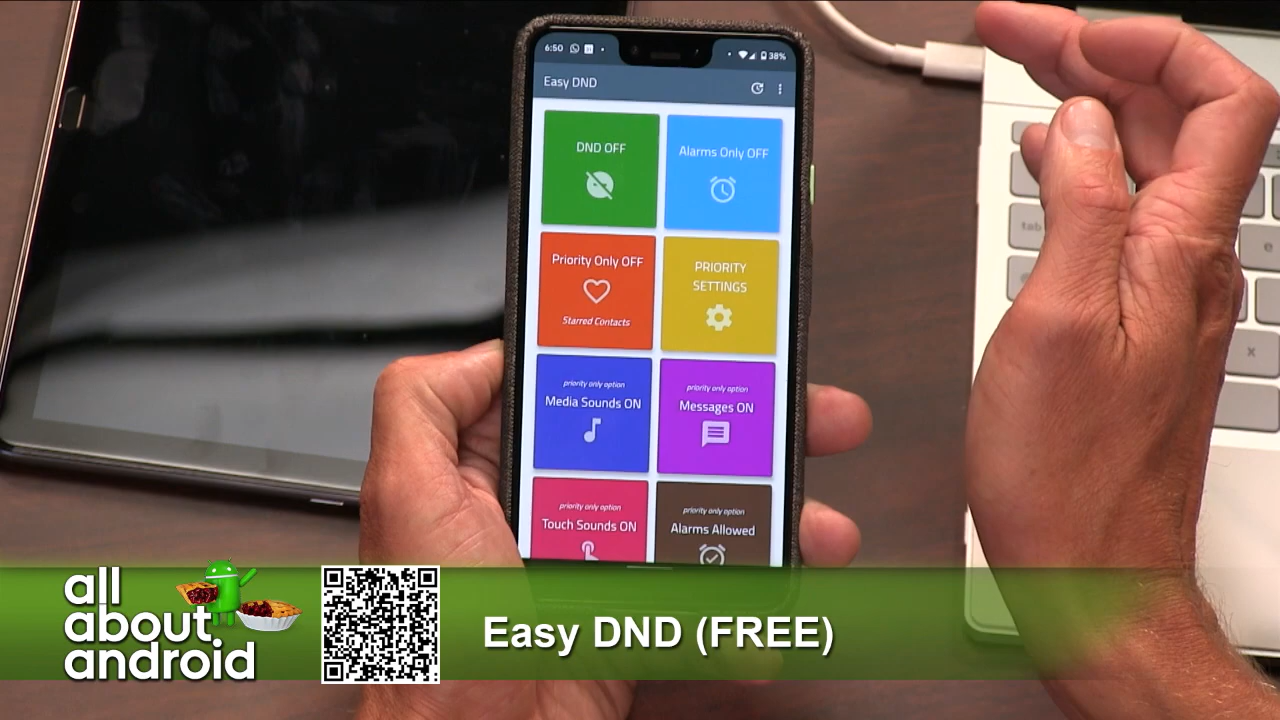 6:50
38%
Easy DND
DND OFF
Alarms Only OFF
Priority Only OFF
Starred Contacts
PRIORITY
SETTINGS
priority only option
Media Sounds ON
priority only option
Messages ON
priority only option
Touch Sounds ON
priority only option
Alarms Allowed
tab
e
x
all
about
android
Easy DND (FREE)